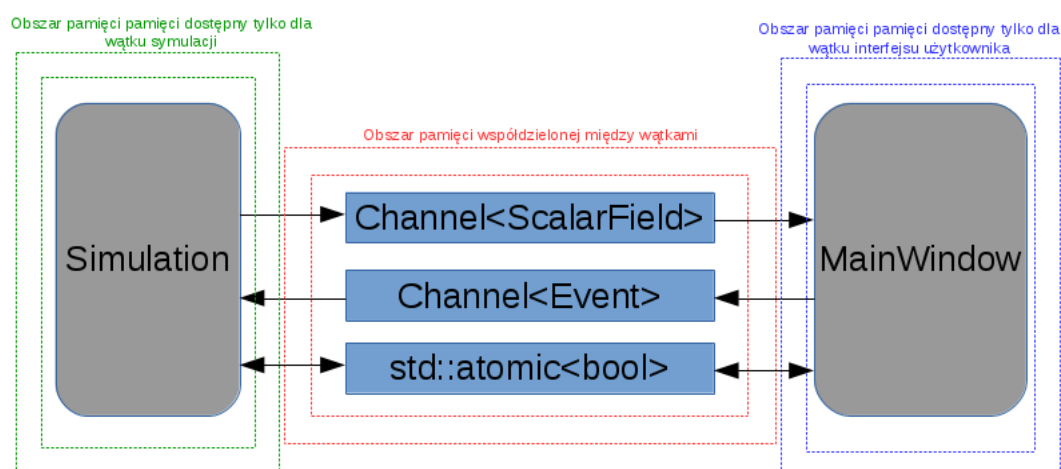 Obszar pamięci pamięci dostępny tylko dla
wątku symulacji
Obszar pamięci pamięci dostępny tylko dla
wątku interfejsu użytkownika
Obszar pamięci współdzielonej między wątkami
Channel<ScalarField>
Simulation
MainWindow
Channel<Event>
std::atomic<bool>